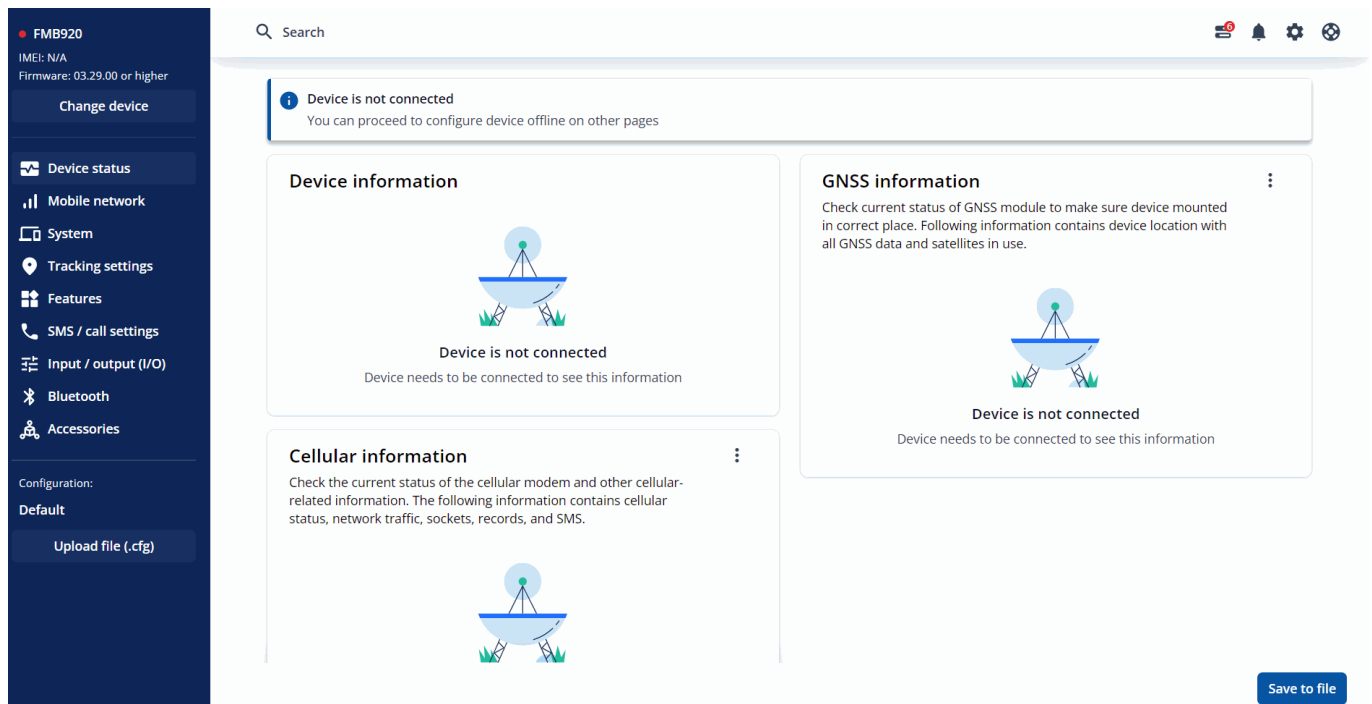 FMB920
IMEI: N/A
Firmware: 03.29.00 or higher
Change device
Device status
Mobile network
System
Tracking settings
Features
SMS / call settings
Input / output (I/O)
Bluetooth
Accessories
Configuration:
Default
Upload file (.cfg)
Search
6
Device is not connected
You can proceed to configure device offline on other pages
Device information
Device is not connected
Device needs to be connected to see this information
Cellular information
Check the current status of the cellular modem and other cellular-
related information. The following information contains cellular
status, network traffic, sockets, records, and SMS.
GNSS information
Check current status of GNSS module to make sure device mounted
in correct place. Following information contains device location with
all GNSS data and satellites in use.
Device is not connected
Device needs to be connected to see this information
Save to file